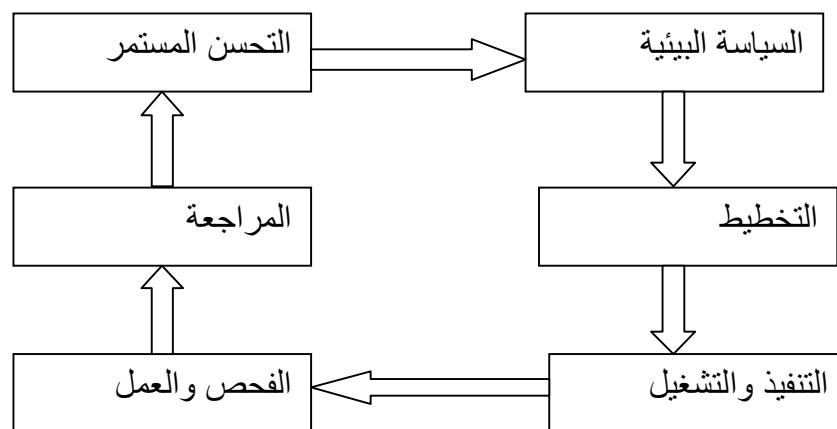 السياسة البيئية
التحسن المستمر
التخطيط
المراجعة
التنفيذ والتشغيل
الفحص والعمل